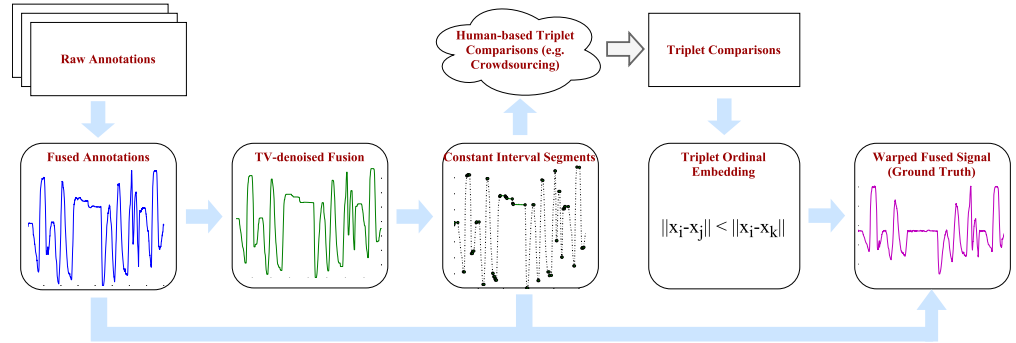 Raw Annotations
Human-based Triplet
Comparisons (e.g.
Crowdsourcing)
Triplet Comparisons
Fused Annotations
TV-denoised Fusion
Constant Interval Segments
Triplet Ordinal
Embedding
||xi-xj|| < ||xi-xk||
Warped Fused Signal
(Ground Truth)